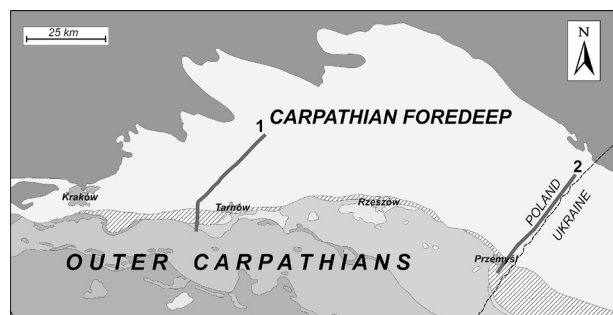 25 km
N
1
CARPATHIAN FOREDEEP
2
POLAND
UKRAINE
Kraków
Tarnów
Rzeszów
Przemyśl
OUTER CARPATHIANS